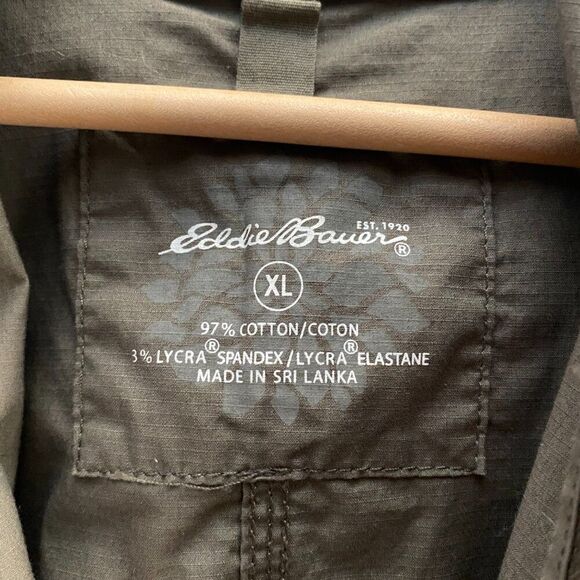 Eddie Bauer®
EST. 1920
XL
97% COTTON/COTON
3% LYCRA® SPANDEX/LYCRA® ELASTANE
MADE IN SRI LANKA